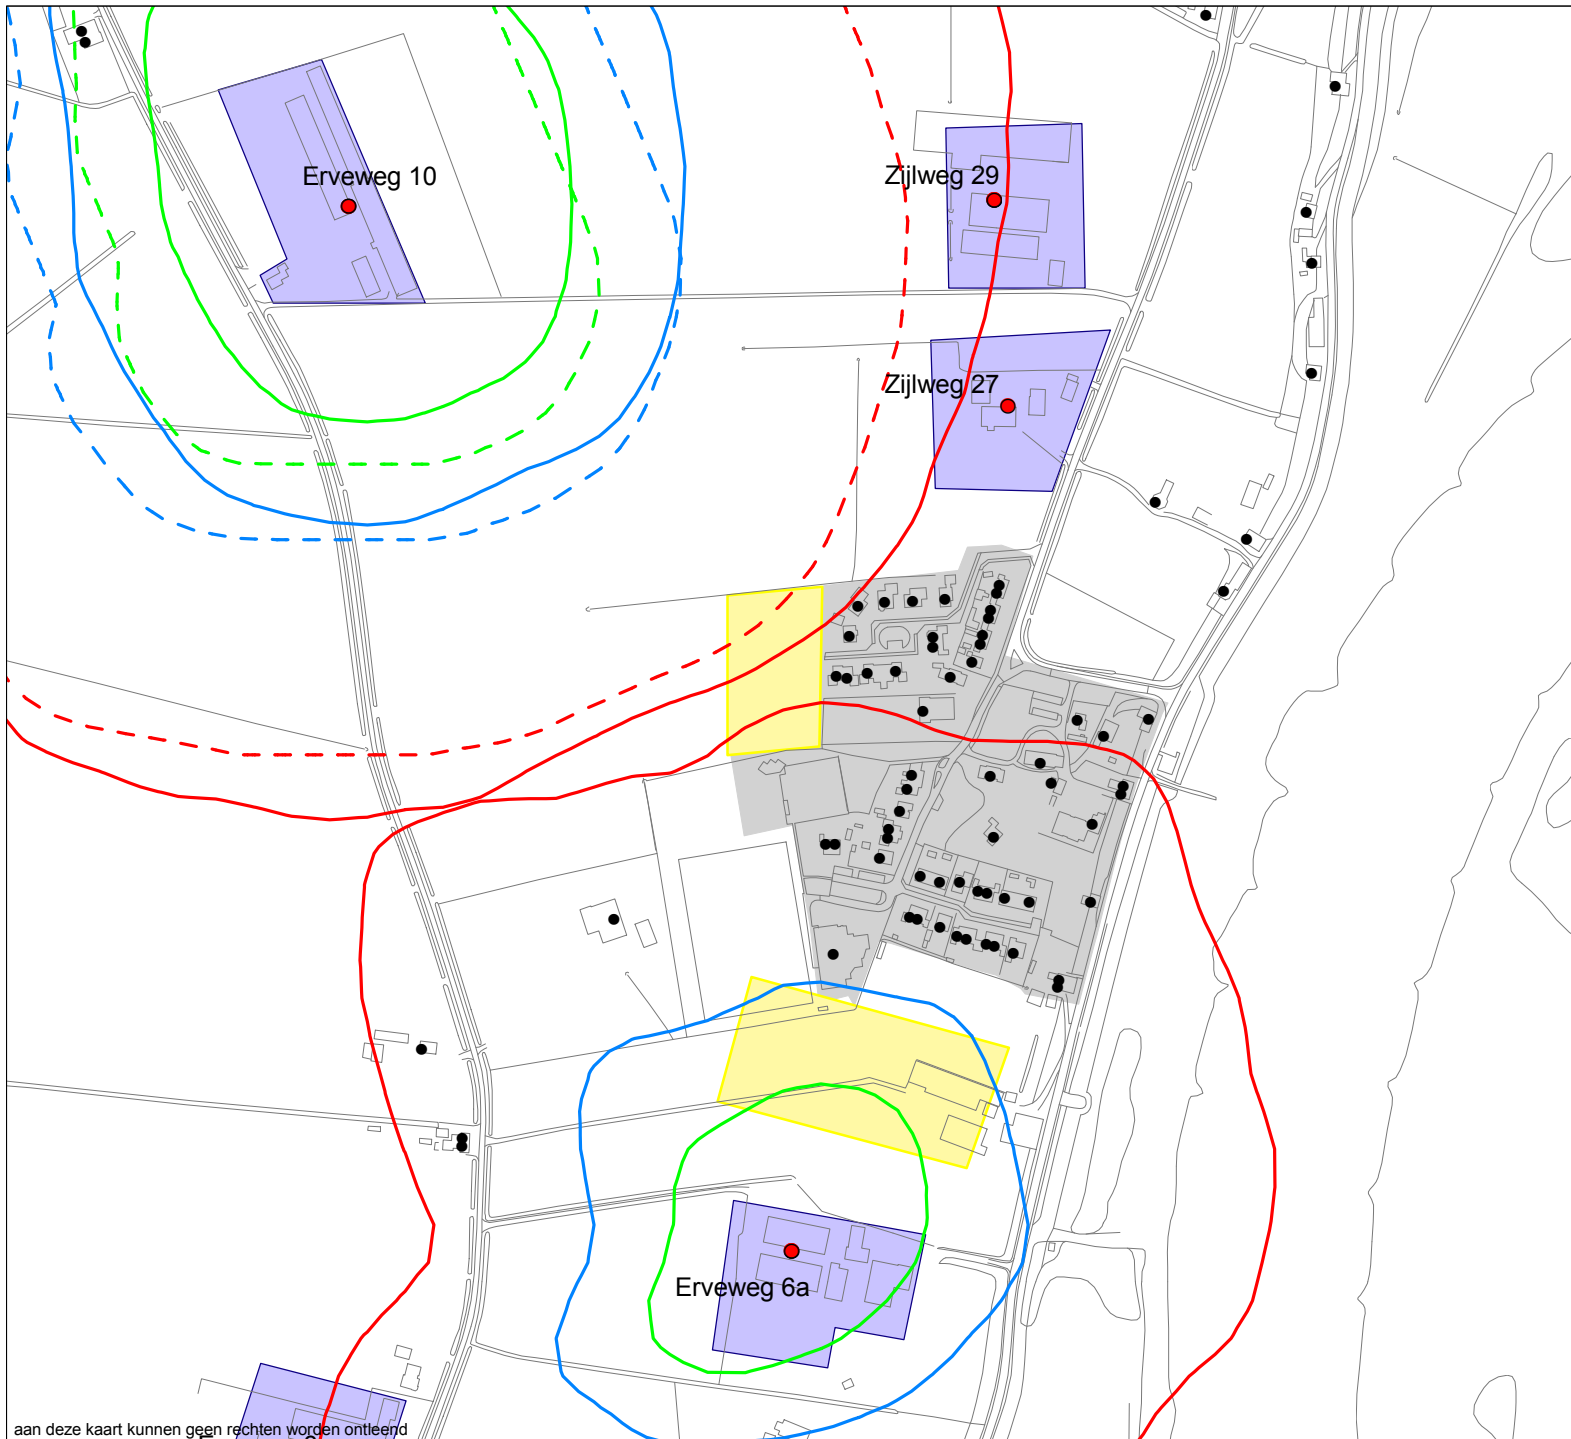 Erveweg 10
Zijlweg 29
Zijlweg 27
Erveweg 6a
aan deze kaart kunnen geen rechten worden ontleend